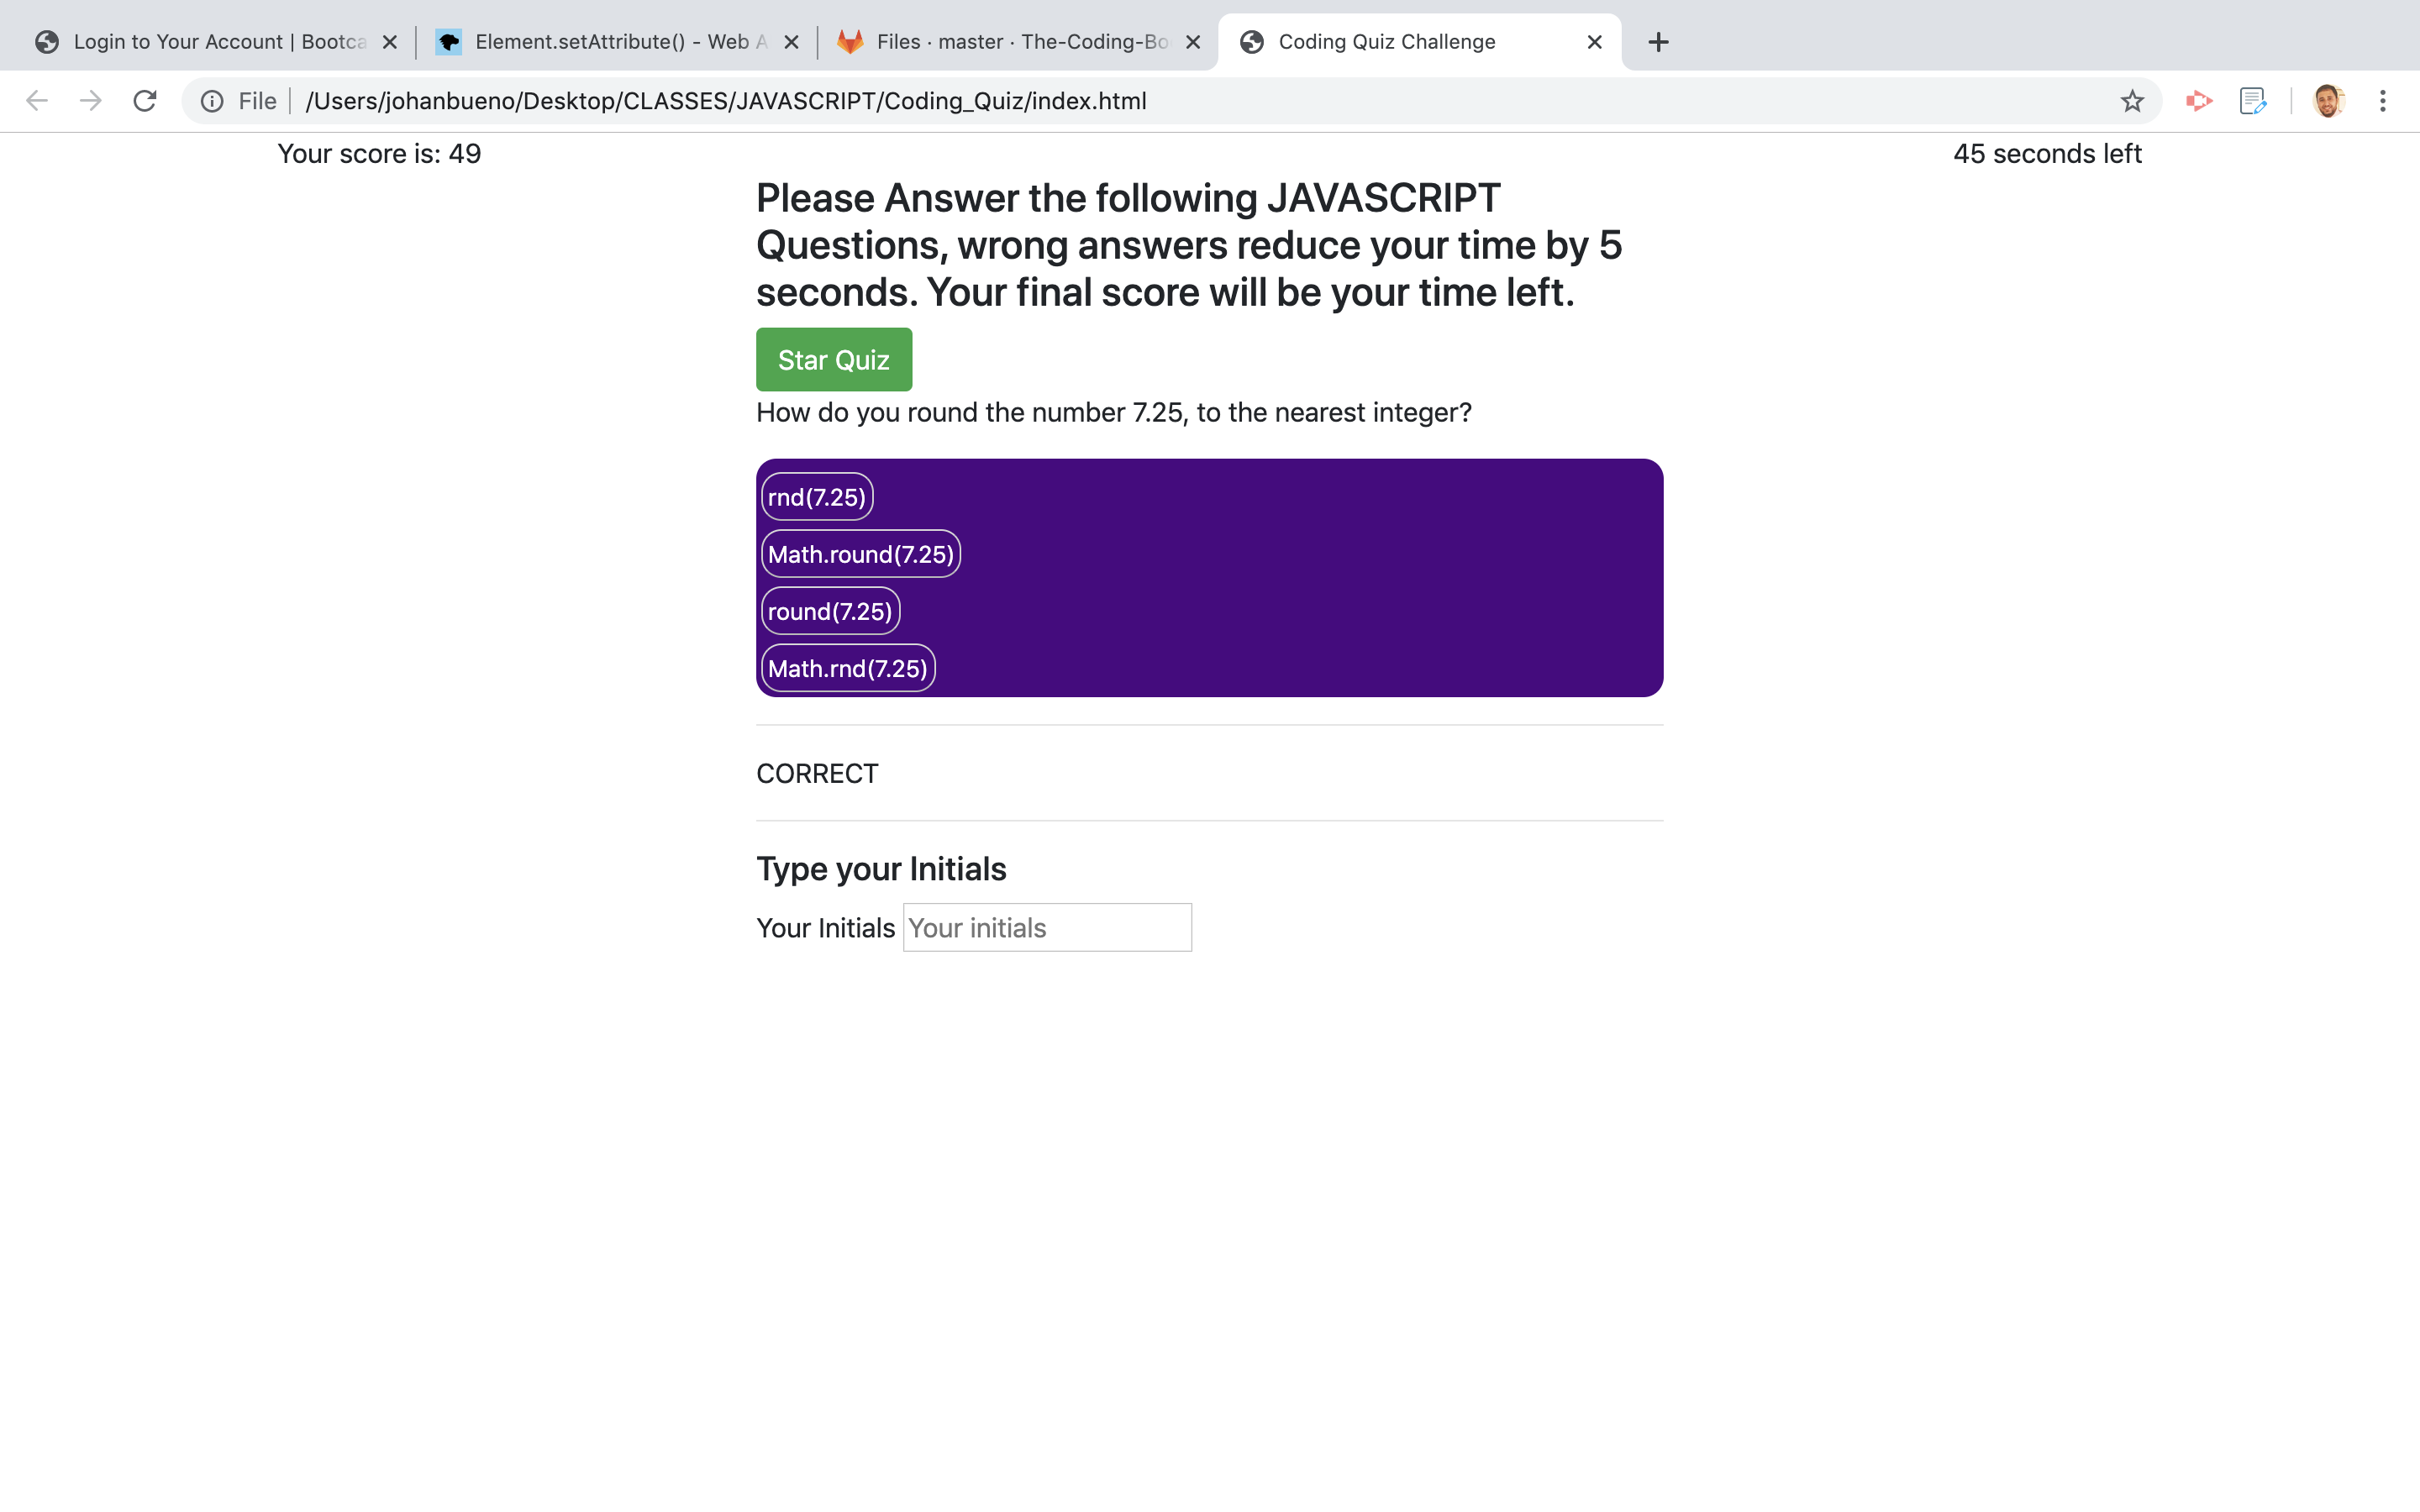 Login to Your Account | Bootca
Element.setAttribute() - Web A
Files · master · The-Coding-Bo
Coding Quiz Challenge
File
/Users/johanbueno/Desktop/CLASSES/JAVASCRIPT/Coding_Quiz/index.html
Your score is: 49
45 seconds left
Please Answer the following JAVASCRIPT
Questions, wrong answers reduce your time by 5
seconds. Your final score will be your time left.
Star Quiz
How do you round the number 7.25, to the nearest integer?
rnd(7.25)
Math.round(7.25)
round(7.25)
Math.rnd(7.25)
CORRECT
Type your Initials
Your Initials Your initials